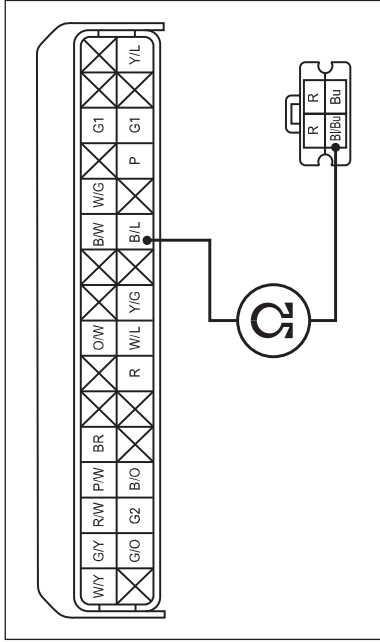 W/Y G/Y R/W P/W BR O/W B/W W/G G1
G/O G2 B/O R W/L Y/G B/L P G1 Y/L
Ω
R R
Bl/Bu Bu